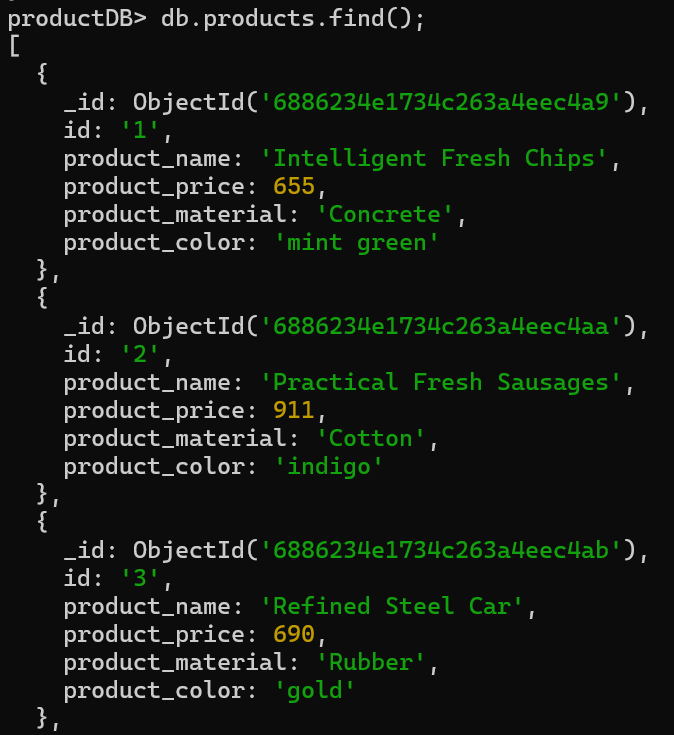 productDB> db.products.find();
[
  {
    _id: ObjectId('6886234e1734c263a4eec4a9'),
    id: '1',
    product_name: 'Intelligent Fresh Chips',
    product_price: 655,
    product_material: 'Concrete',
    product_color: 'mint green'
  },
  {
    _id: ObjectId('6886234e1734c263a4eec4aa'),
    id: '2',
    product_name: 'Practical Fresh Sausages',
    product_price: 911,
    product_material: 'Cotton',
    product_color: 'indigo'
  },
  {
    _id: ObjectId('6886234e1734c263a4eec4ab'),
    id: '3',
    product_name: 'Refined Steel Car',
    product_price: 690,
    product_material: 'Rubber',
    product_color: 'gold'
  },